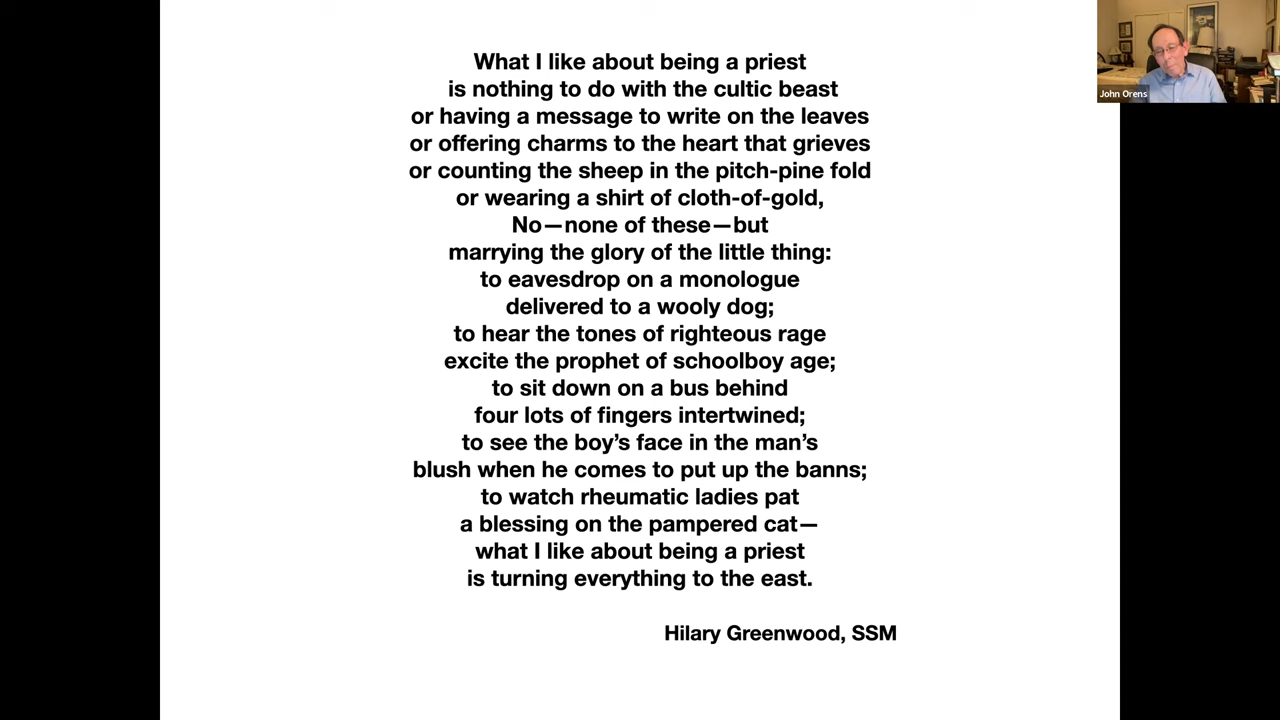 What I like about being a priest
is nothing to do with the cultic beast
or having a message to write on the leaves
or offering charms to the heart that grieves
or counting the sheep in the pitch-pine fold
or wearing a shirt of cloth-of-gold,
No—none of these—but
marrying the glory of the little thing:
to eavesdrop on a monologue
delivered to a wooly dog;
to hear the tones of righteous rage
excite the prophet of schoolboy age;
to sit down on a bus behind
four lots of fingers intertwined;
to see the boy’s face in the man’s
blush when he comes to put up the banns;
to watch rheumatic ladies pat
a blessing on the pampered cat—
what I like about being a priest
is turning everything to the east.
Hilary Greenwood, SSM
John Orens